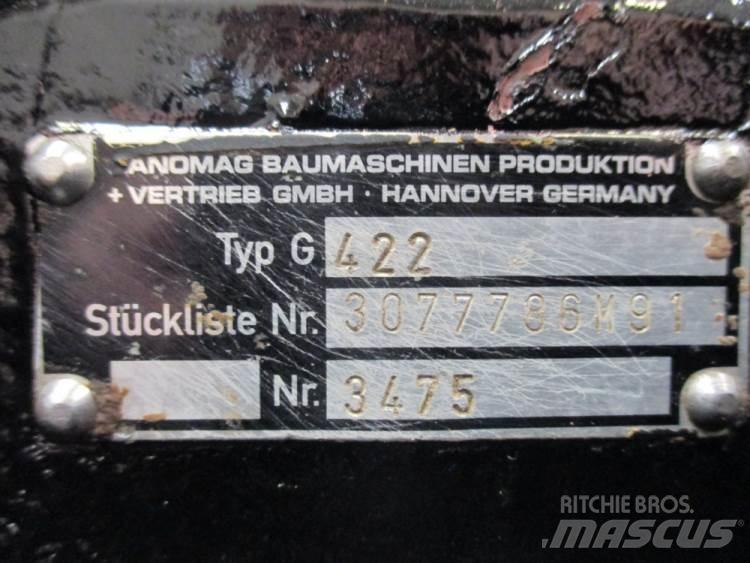 ANOMAG BAUMASCHINEN PRODUKTION
+ VERTRIEB GMBH · HANNOVER GERMANY
Typ G 422
Stückliste Nr. 3077786M91
Nr. 3475
RITCHIE BROS.
MASCUS